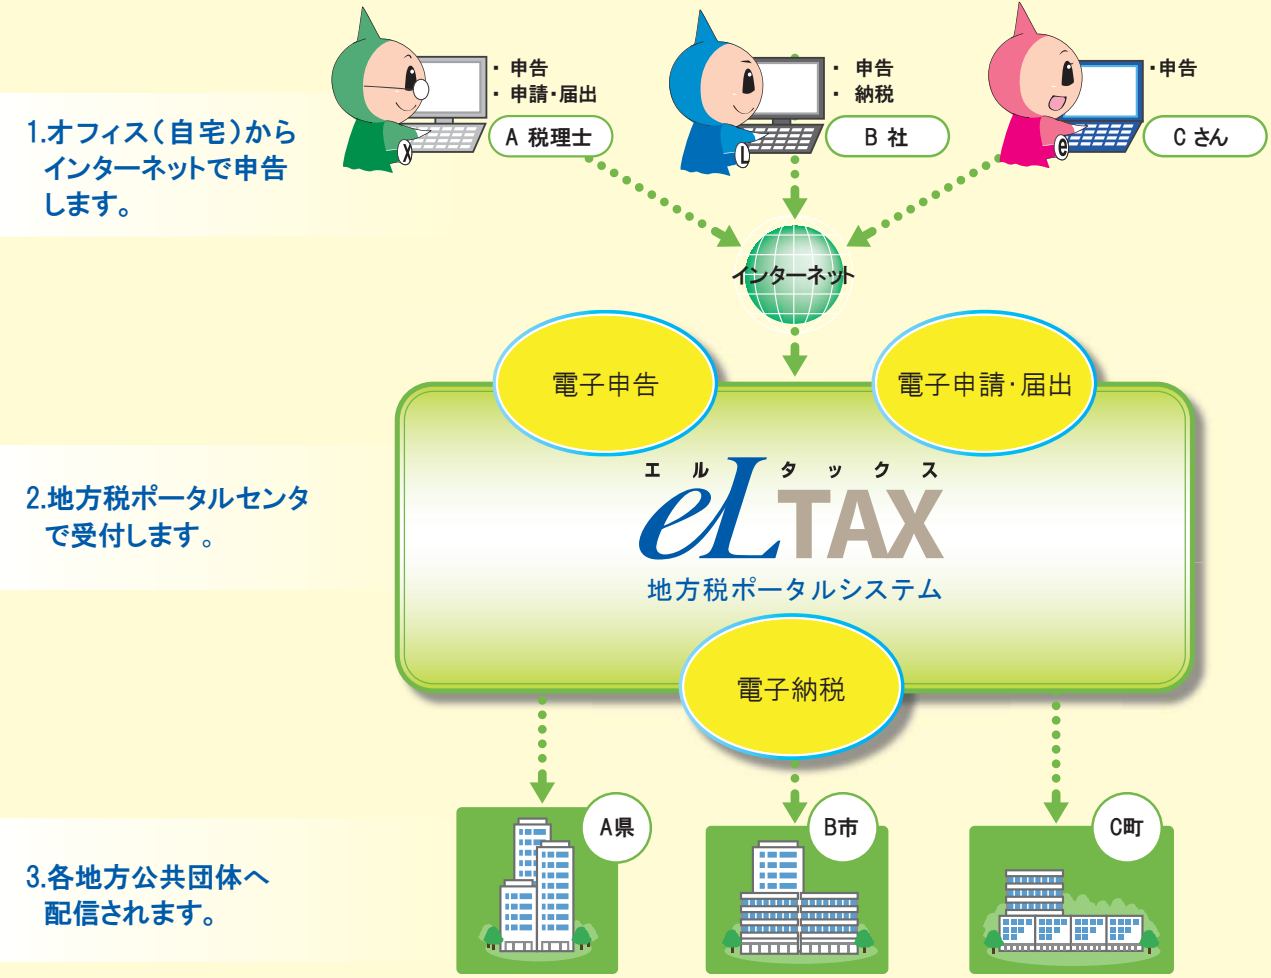 ・ 申告
・ 申請・届出
A 税理士
X
・ 申告
・ 納税
B 社
L
・申告
C さん
e
1.オフィス(自宅)から
インターネットで申告
します。
インターネット
電子申告
電子申請・届出
2.地方税ポータルセンタ
で受付します。
エルタックス
eLTAX
地方税ポータルシステム
電子納税
3.各地方公共団体へ
配信されます。
A県
B市
C町